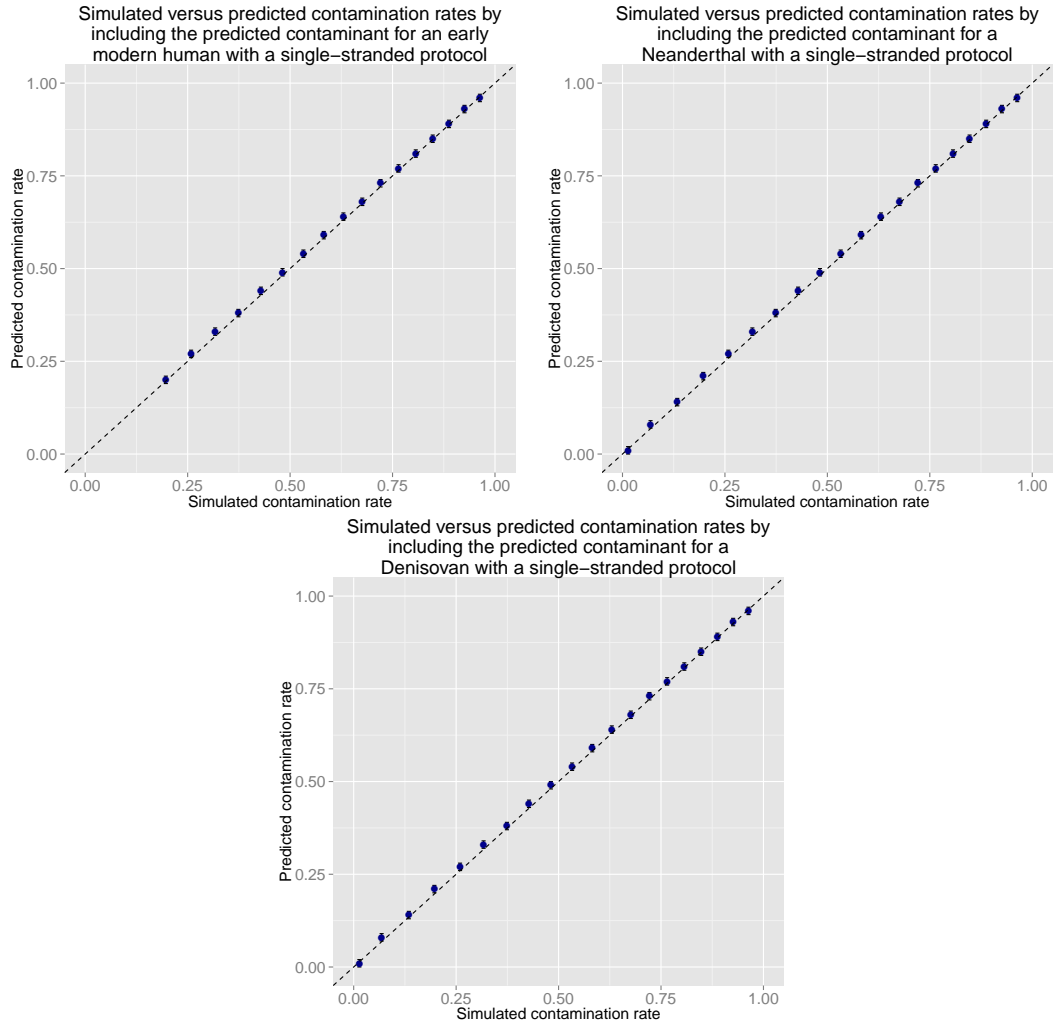 Simulated versus predicted contamination rates by
including the predicted contaminant for an early
modern human with a single−stranded protocol
Predicted contamination rate
1.00
0.75
0.50
0.25
0.00
0.00 0.25 0.50 0.75 1.00
Simulated contamination rate
Simulated versus predicted contamination rates by
including the predicted contaminant for a
Neanderthal with a single−stranded protocol
Predicted contamination rate
1.00
0.75
0.50
0.25
0.00
0.00 0.25 0.50 0.75 1.00
Simulated contamination rate
Simulated versus predicted contamination rates by
including the predicted contaminant for a
Denisovan with a single−stranded protocol
Predicted contamination rate
1.00
0.75
0.50
0.25
0.00
0.00 0.25 0.50 0.75 1.00
Simulated contamination rate